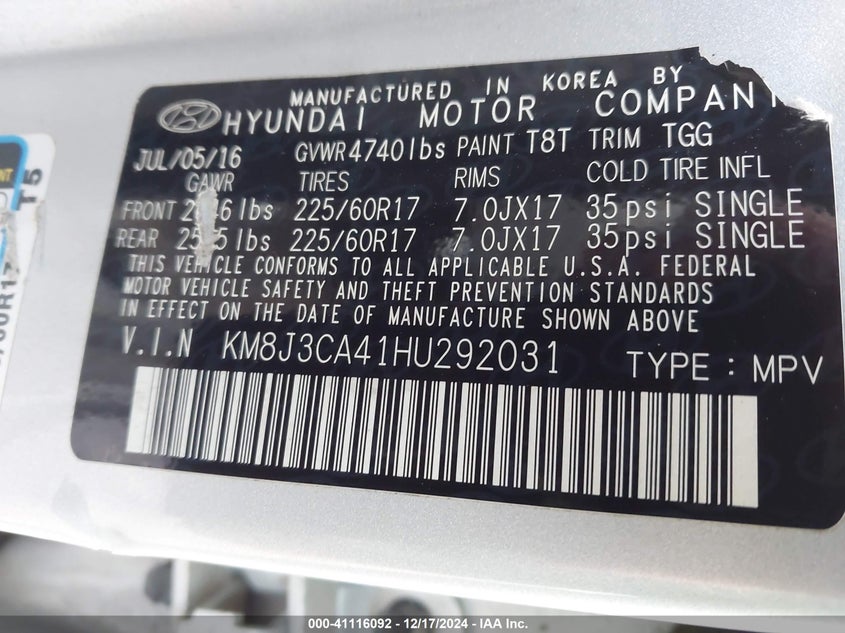 MANUFACTURED IN KOREA BY
HYUNDAI MOTOR COMPANY
JUL/05/16 GVWR 4740lbs PAINT T8T TRIM TGG
GAWR TIRES RIMS COLD TIRE INFL
FRONT lbs 225/60R17 7.0JX17 35psi SINGLE
REAR lbs 225/60R17 7.0JX17 35psi SINGLE
THIS VEHICLE CONFORMS TO ALL APPLICABLE U.S.A. FEDERAL
MOTOR VEHICLE SAFETY AND THEFT PREVENTION STANDARDS
IN EFFECT ON THE DATE OF MANUFACTURE SHOWN ABOVE
V.I.N KM8J3CA41HU292031 TYPE : MPV
000-41116092 - 12/17/2024 - IAA Inc.